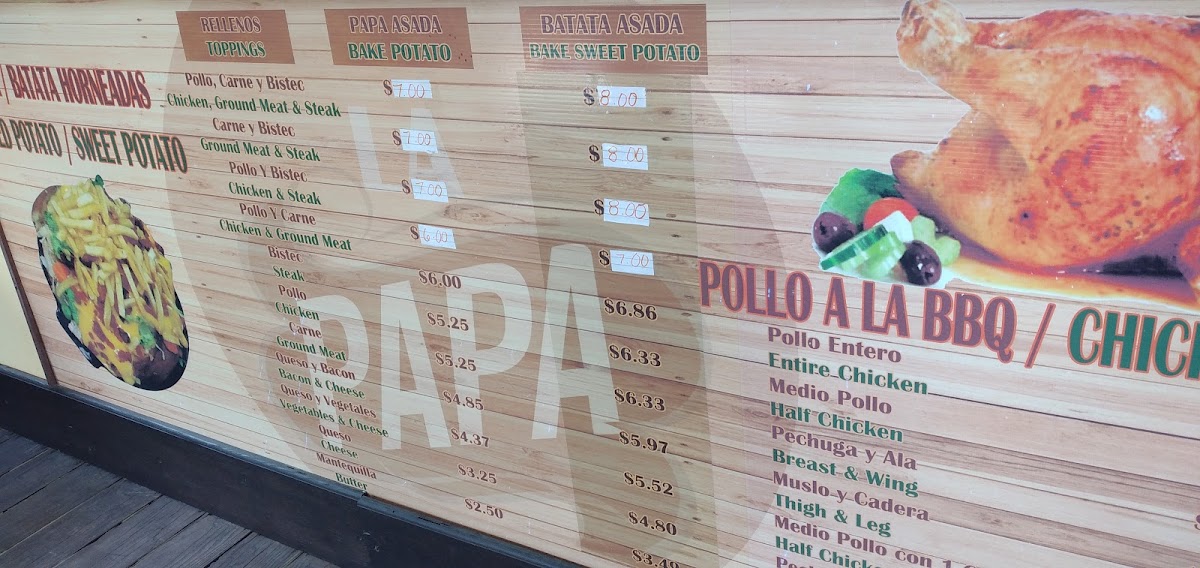 / BATATA HORNEADAS
ED POTATO / SWEET POTATO
RELLENOS
TOPPINGS
PAPA ASADA
BAKE POTATO
BATATA ASADA
BAKE SWEET POTATO
LA
PAPA
Pollo, Carne y Bistec
Chicken, Ground Meat & Steak
$7.00
$8.00
Carne y Bistec
Ground Meat & Steak
$7.00
$8.00
Pollo Y Bistec
Chicken & Steak
$7.00
$8.00
Pollo Y Carne
Chicken & Ground Meat
$6.00
$7.00
Bistec
Steak
$6.00
$6.86
Pollo
Chicken
$5.25
$6.33
Carne
Ground Meat
$5.25
$6.33
Queso y Bacon
Bacon & Cheese
$4.85
$5.97
Queso y Vegetales
Vegetables & Cheese
$4.37
$5.52
Queso
Cheese
$3.25
$4.80
Mantequilla
Butter
$2.50
$3.49
POLLO A LA BBQ / CHIC
Pollo Entero
Entire Chicken
Medio Pollo
Half Chicken
Pechuga y Ala
Breast & Wing
Muslo y Cadera
Thigh & Leg
Medio Pollo con 1
Half Chicke